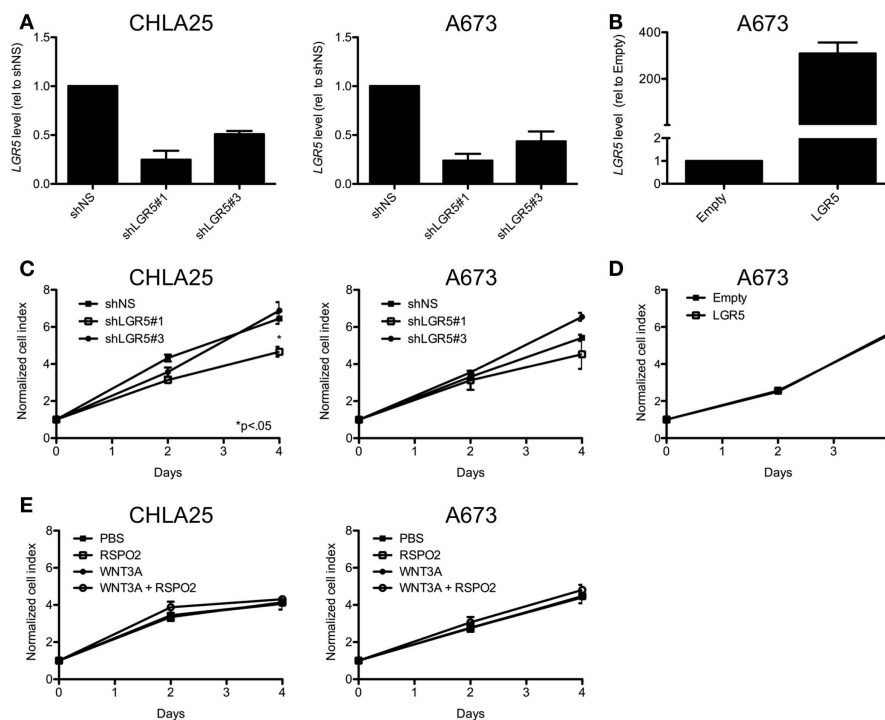 A
CHLA25
LGR5 level (rel to shNS)
1.5
1.0
0.5
0.0
shNS
shLGR5#1
shLGR5#3
A673
LGR5 level (rel to shNS)
1.5
1.0
0.5
0.0
shNS
shLGR5#1
shLGR5#3
B
A673
LGR5 level (rel to Empty)
400
200
2
1
0
Empty
LGR5
C
CHLA25
Normalized cell index
8
6
4
2
0
shNS
shLGR5#1
shLGR5#3
*
*p<.05
0 1 2 3 4
Days
A673
Normalized cell index
8
6
4
2
0
shNS
shLGR5#1
shLGR5#3
0 1 2 3 4
Days
D
A673
Normalized cell index
8
6
4
2
0
Empty
LGR5
0 1 2 3
Days
E
CHLA25
Normalized cell index
8
6
4
2
0
PBS
RSPO2
WNT3A
WNT3A + RSPO2
0 1 2 3 4
Days
A673
Normalized cell index
8
6
4
2
0
PBS
RSPO2
WNT3A
WNT3A + RSPO2
0 1 2 3 4
Days